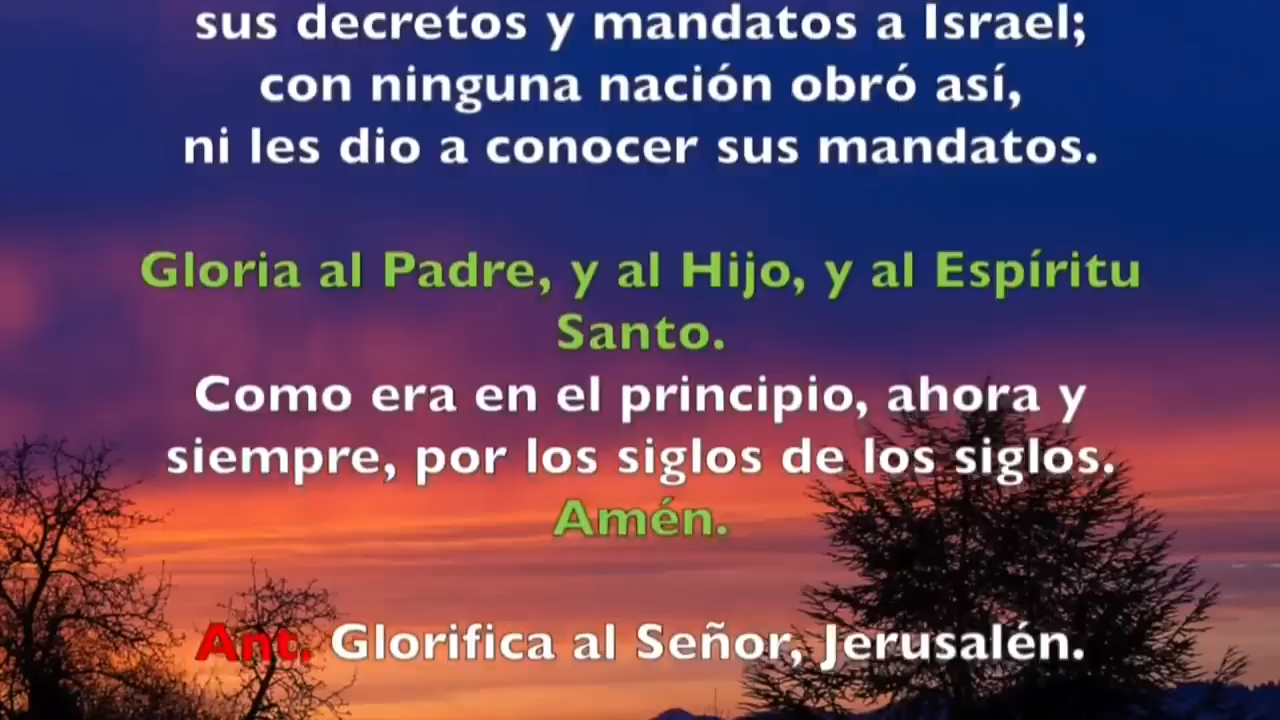 sus decretos y mandatos a Israel;
con ninguna nación obró así,
ni les dio a conocer sus mandatos.
Gloria al Padre, y al Hijo, y al Espíritu
Santo.
Como era en el principio, ahora y
siempre, por los siglos de los siglos.
Amén.
Ant. Glorifica al Señor, Jerusalén.